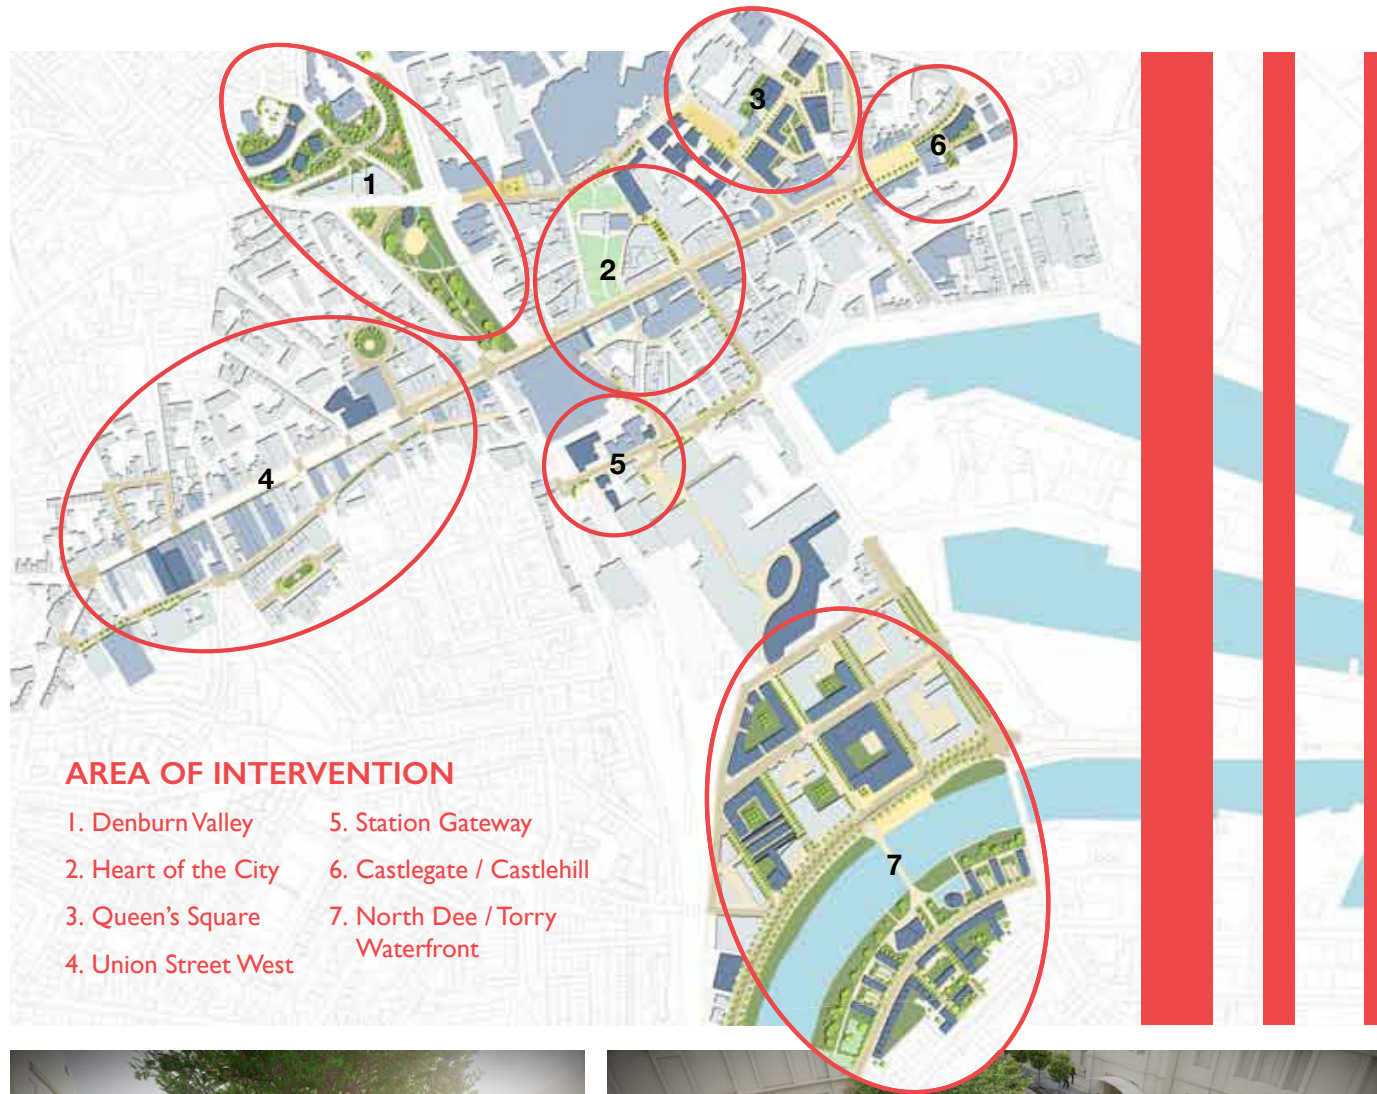 3
6
1
2
5
4
7
AREA OF INTERVENTION
1. Denburn Valley
2. Heart of the City
3. Queen's Square
4. Union Street West
5. Station Gateway
6. Castlegate / Castlehill
7. North Dee / Torry
Waterfront